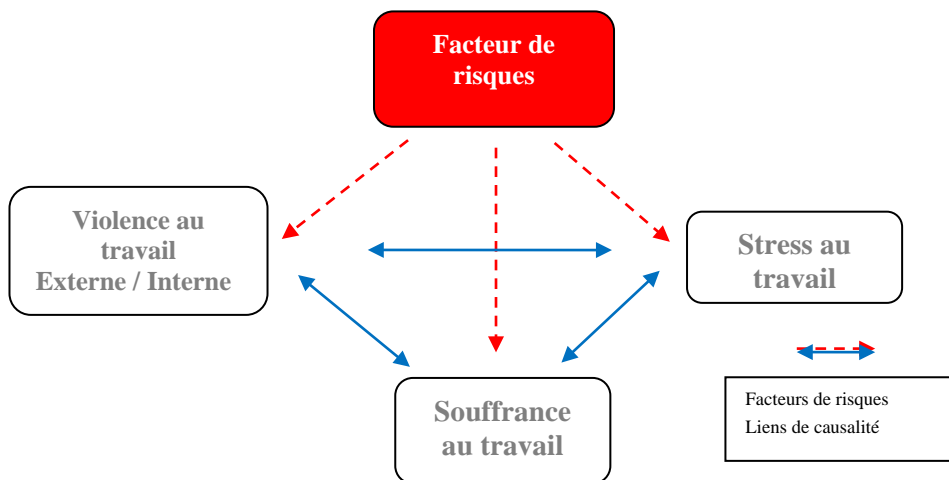 Facteur de
risques
Violence au
travail
Externe / Interne
Stress au
travail
Souffrance
au travail
Facteurs de risques
Liens de causalité